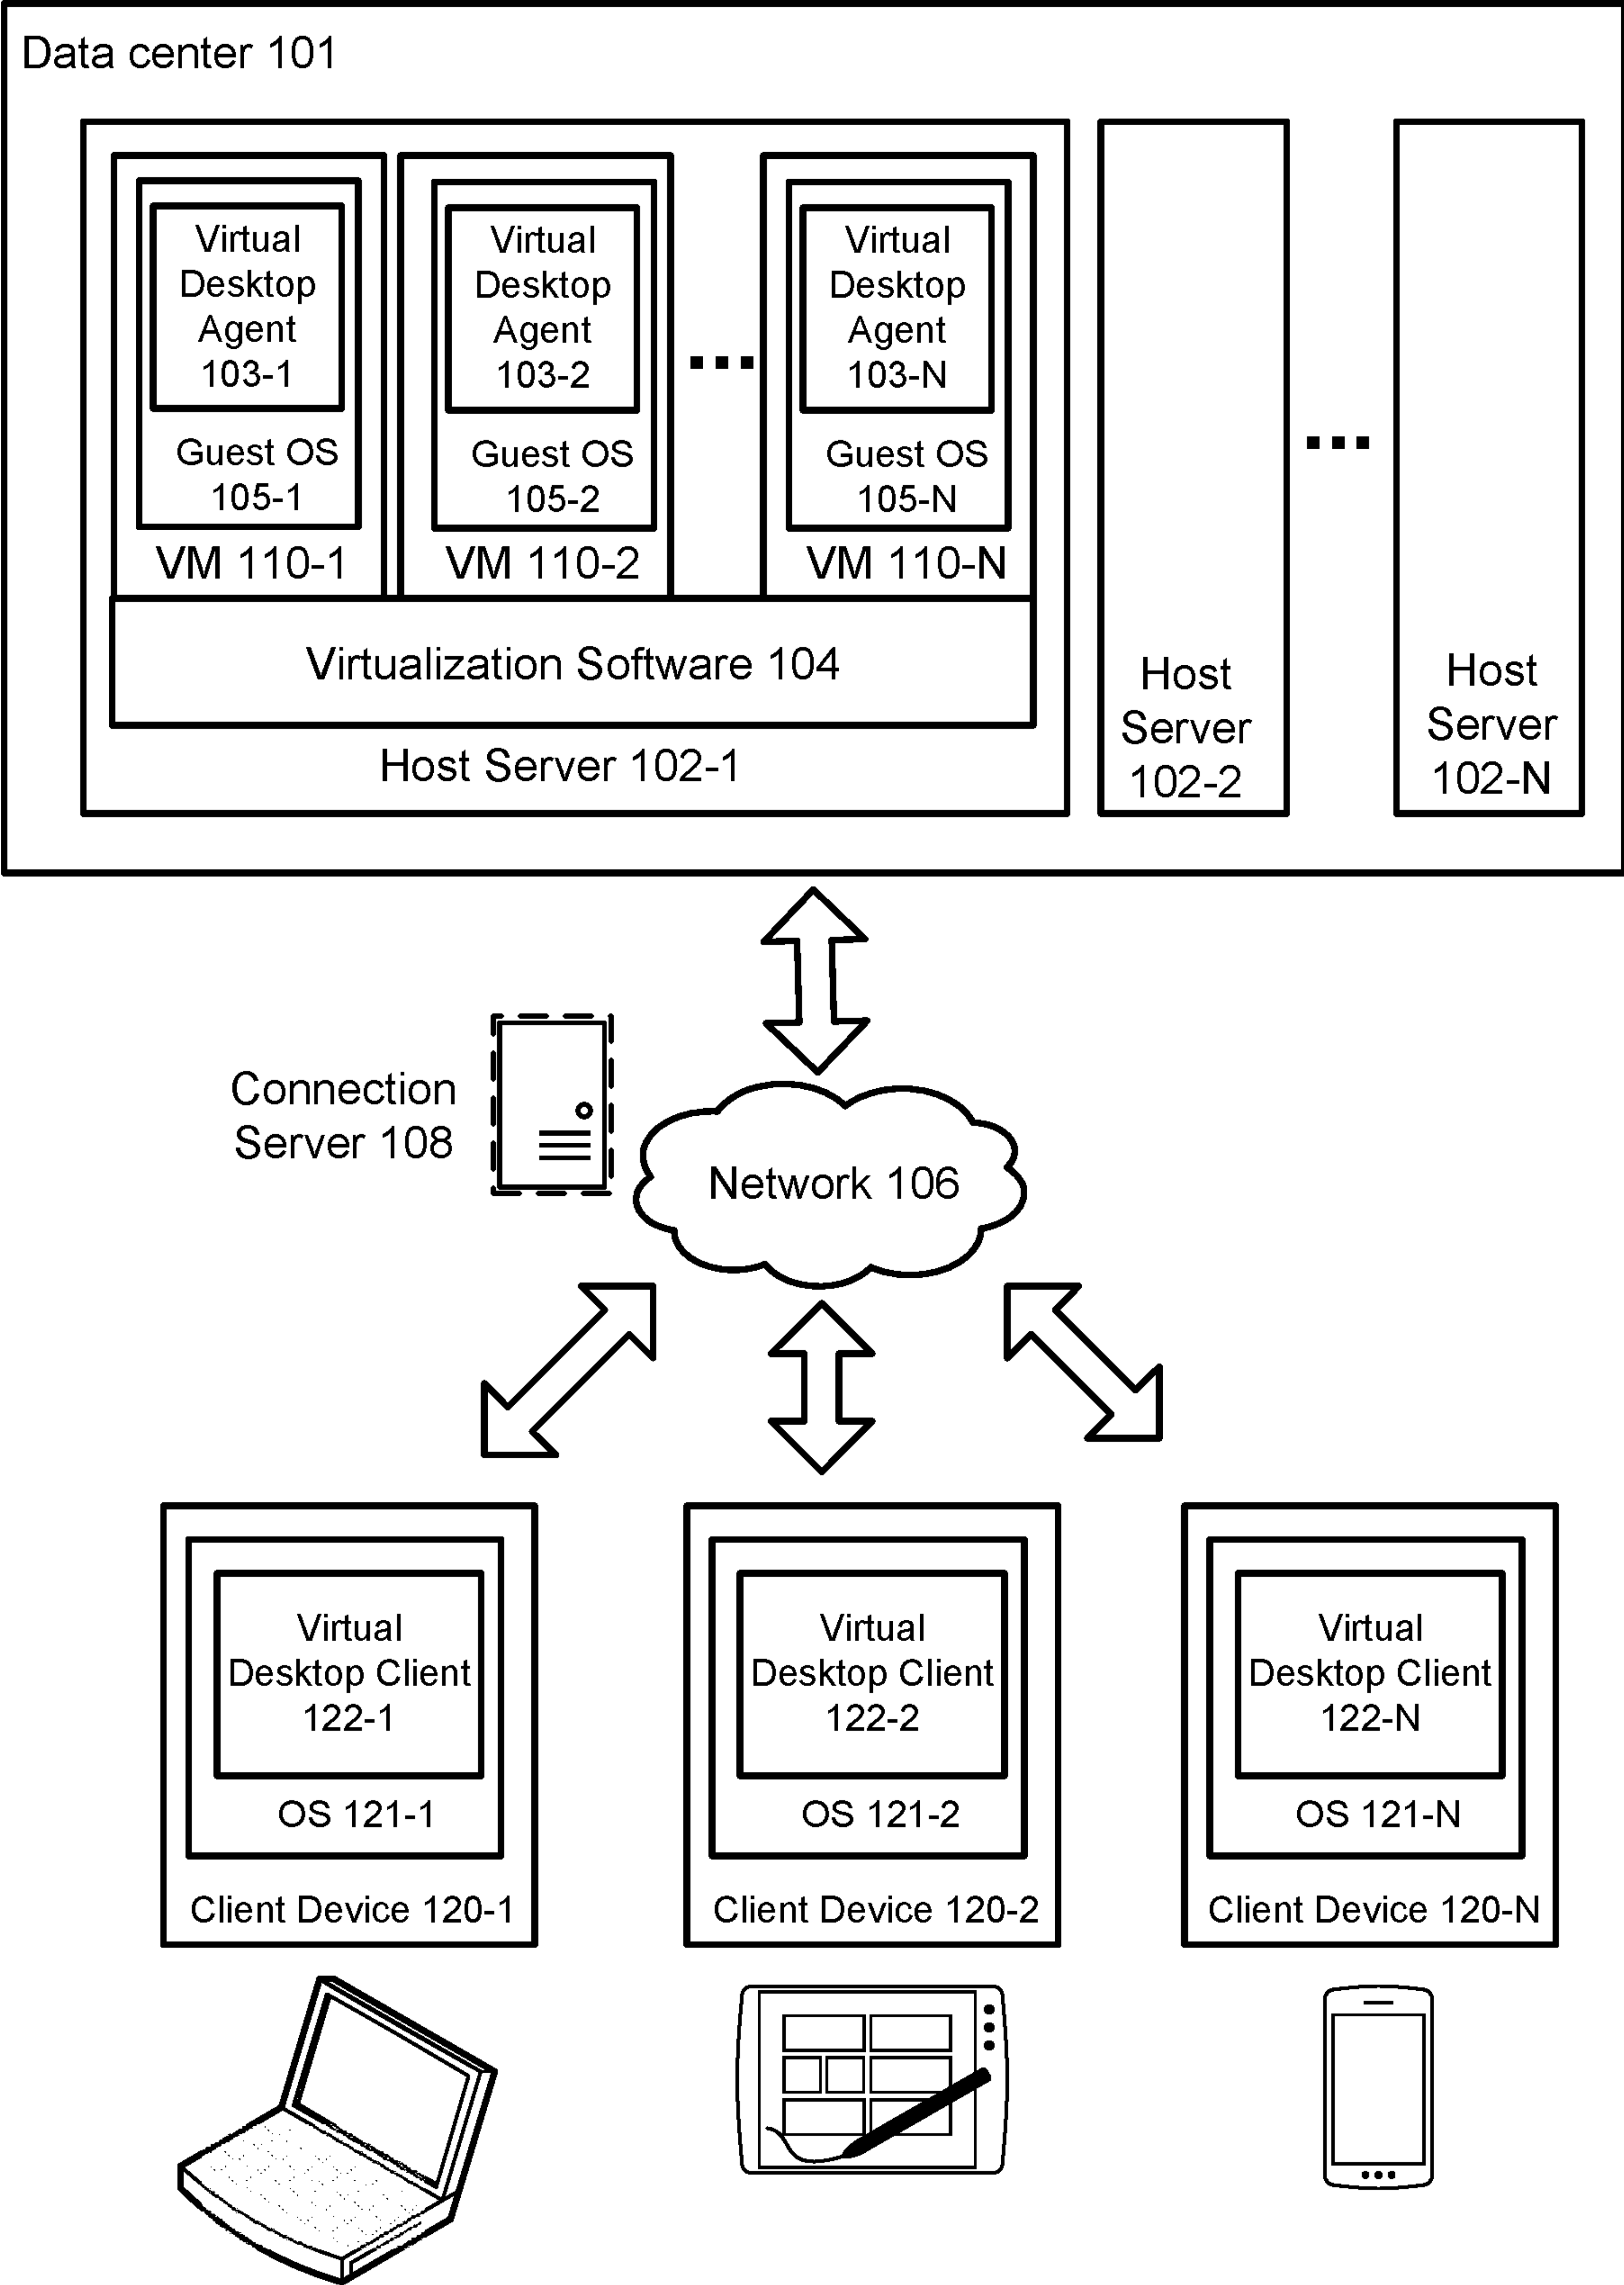 Data center 101
Virtual
Desktop
Agent
103-1
Guest OS
105-1
VM 110-1
Virtual
Desktop
Agent
103-2
Guest OS
105-2
VM 110-2
Virtual
Desktop
Agent
103-N
Guest OS
105-N
VM 110-N
Virtualization Software 104
Host Server 102-1
Host
Server
102-2
Host
Server
102-N
Connection
Server 108
Network 106
Virtual
Desktop Client
122-1
OS 121-1
Client Device 120-1
Virtual
Desktop Client
122-2
OS 121-2
Client Device 120-2
Virtual
Desktop Client
122-N
OS 121-N
Client Device 120-N